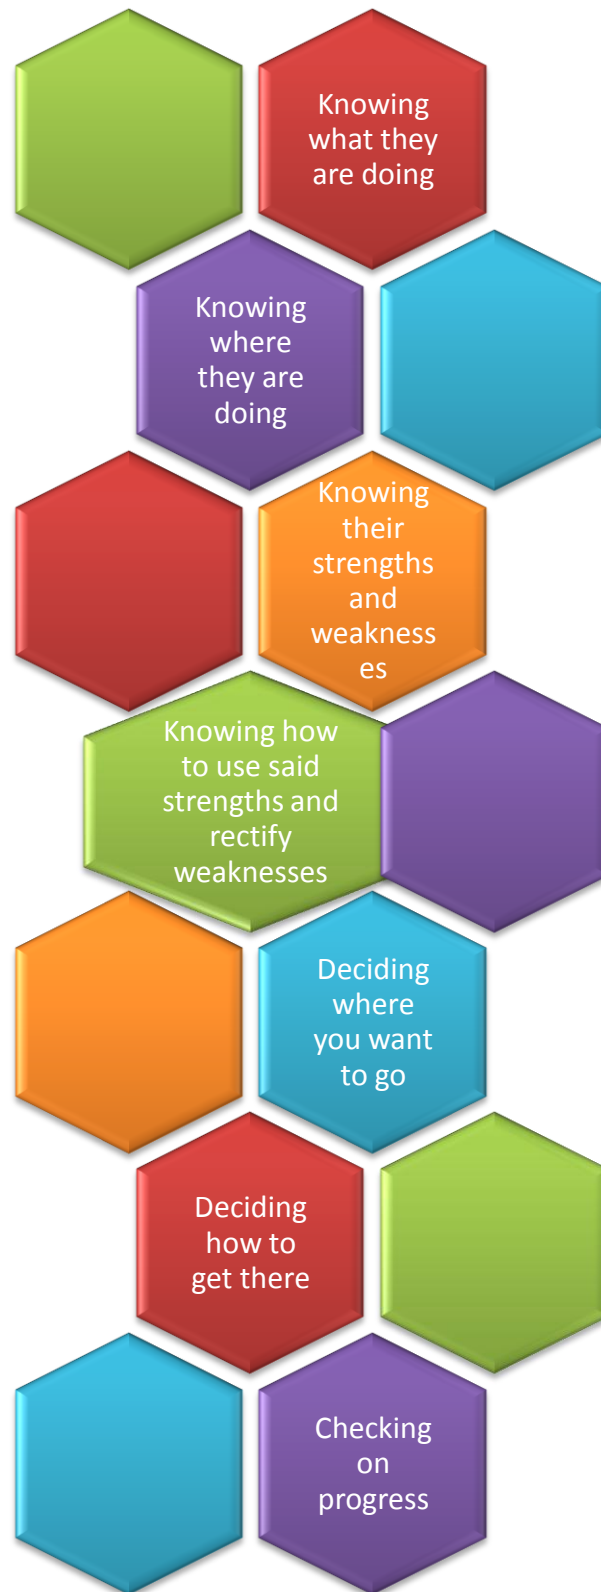 Knowing
what they
are doing
Knowing
where
they are
doing
Knowing
their
strengths
and
weakness
es
Knowing how
to use said
strengths and
rectify
weaknesses
Deciding
where
you want
to go
Deciding
how to
get there
Checking
on
progress